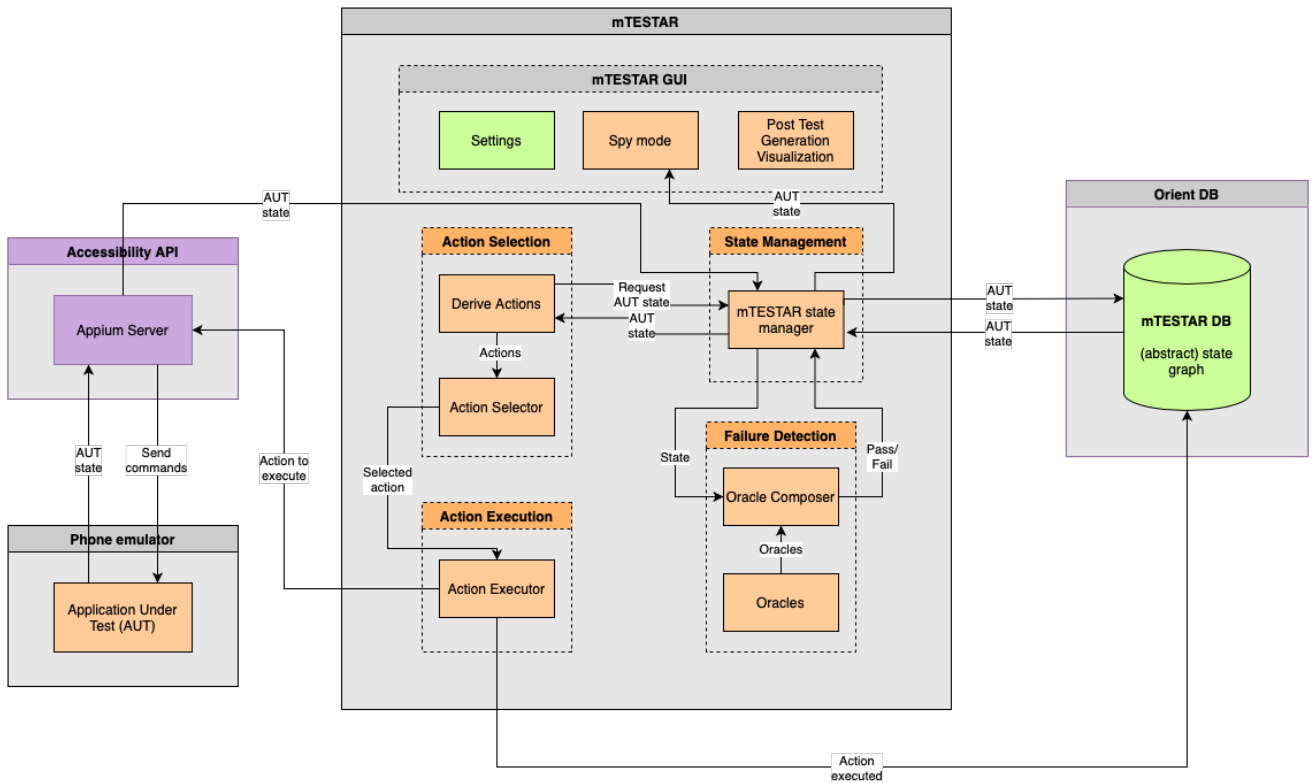 mTESTAR
mTESTAR GUI
Settings
Spy mode
Post Test
Generation
Visualization
AUT
state
AUT
state
Orient DB
Accessibility API
Action Selection
State Management
Appium Server
Derive Actions
Request
AUT state
AUT
state
mTESTAR state
manager
AUT
state
AUT
state
mTESTAR DB
(abstract) state
graph
Actions
Action Selector
Failure Detection
AUT
state
Send
commands
Action to
execute
Selected
action
State
Pass/
Fail
Oracle Composer
Action Execution
Phone emulator
Oracles
Action Executor
Oracles
Application Under
Test (AUT)
Action
executed